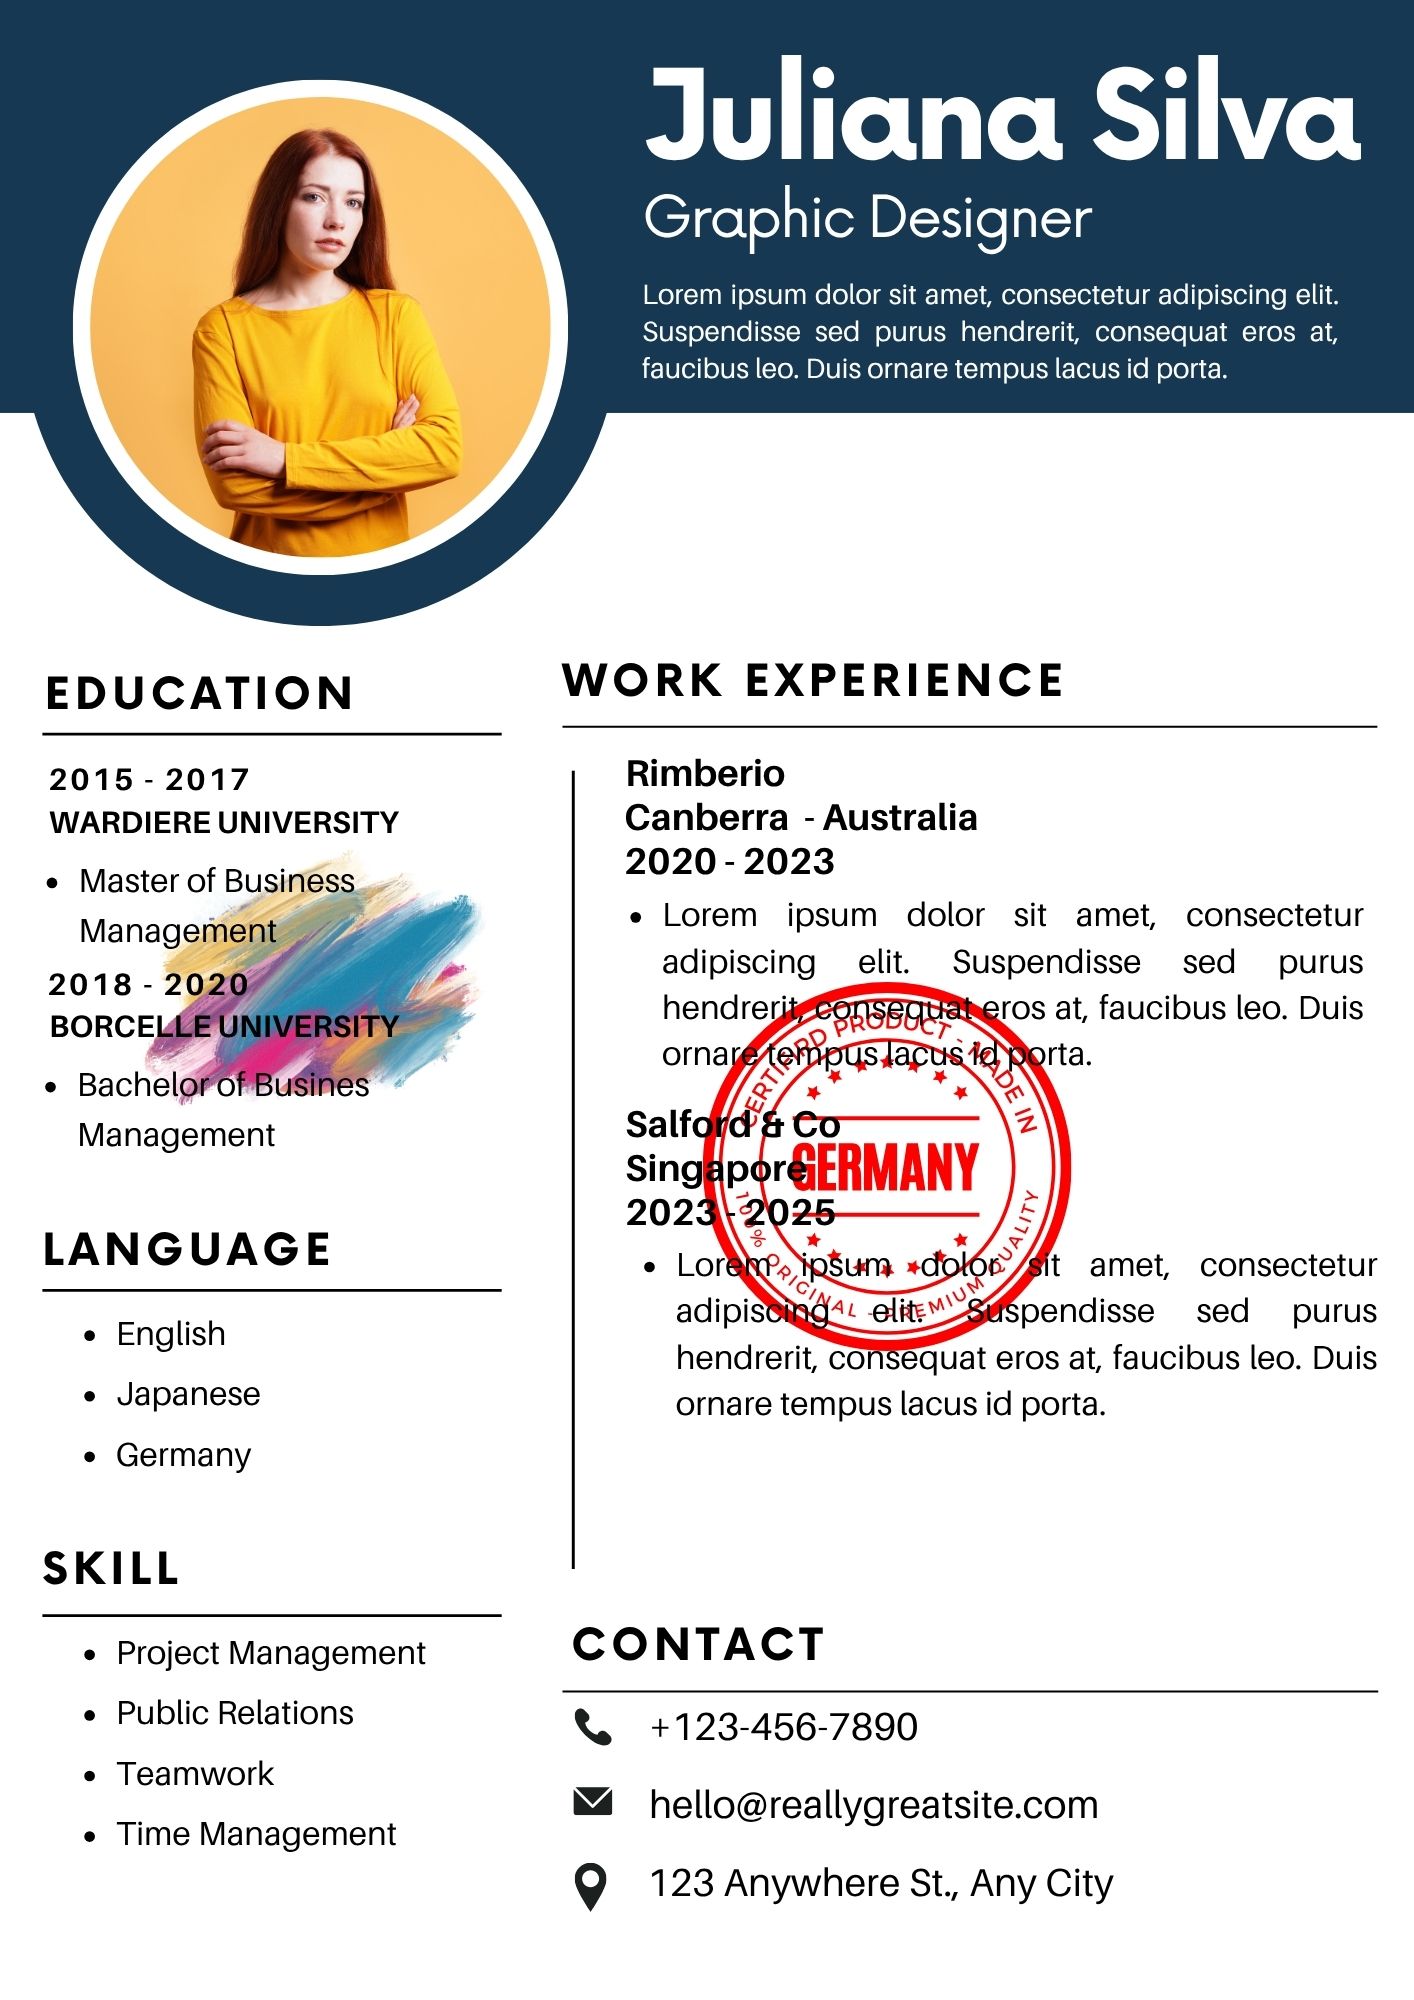 Juliana Silva
Graphic Designer
Lorem ipsum dolor sit amet, consectetur adipiscing elit.
Suspendisse sed purus hendrerit, consequat eros at,
faucibus leo. Duis ornare tempus lacus id porta.
EDUCATION
2015 - 2017
WARDIERE UNIVERSITY
• Master of Business
Management
2018 - 2020
BORCELLE UNIVERSITY
• Bachelor of Busines
Management
LANGUAGE
• English
• Japanese
• Germany
SKILL
• Project Management
• Public Relations
• Teamwork
• Time Management
WORK EXPERIENCE
Rimberio
Canberra - Australia
2020 - 2023
• Lorem ipsum dolor sit amet, consectetur
adipiscing elit. Suspendisse sed purus
hendrerit, consequat eros at, faucibus leo. Duis
ornare tempus lacus id porta.
Salford & Co
Singapore
2023 - 2025
• Lorem ipsum dolor sit amet, consectetur
adipiscing elit. Suspendisse sed purus
hendrerit, consequat eros at, faucibus leo. Duis
ornare tempus lacus id porta.
CERTIFIRD PRODUCT - MADE IN
GERMANY
100% ORIGINAL - PREMIUM QUALITY
CONTACT
+123-456-7890
hello@reallygreatsite.com
123 Anywhere St., Any City